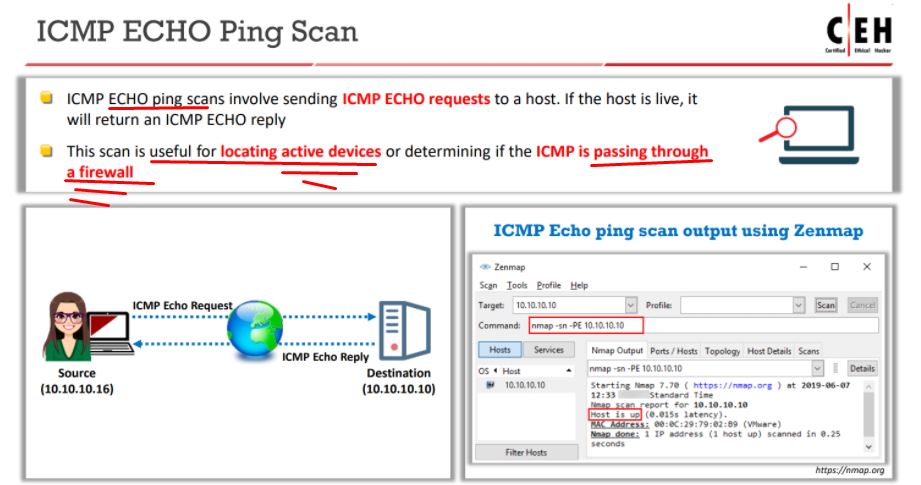 ICMP ECHO Ping Scan
C|EH
Certified Ethical Hacker
ICMP ECHO ping scans involve sending ICMP ECHO requests to a host. If the host is live, it
will return an ICMP ECHO reply
This scan is useful for locating active devices or determining if the ICMP is passing through
a firewall
ICMP Echo Request
ICMP Echo Reply
Source
(10.10.10.16)
Destination
(10.10.10.10)
ICMP Echo ping scan output using Zenmap
Zenmap
Scan Tools Profile Help
Target: 10.10.10.10 Profile: Scan Cancel
Command: nmap -sn -PE 10.10.10.10
Hosts Services
Nmap Output Ports / Hosts Topology Host Details Scans
OS Host
10.10.10.10
Filter Hosts
nmap -sn -PE 10.10.10.10 Details
Starting Nmap 7.70 ( https://nmap.org ) at 2019-06-07
12:33 Standard Time
Nmap scan report for 10.10.10.10
Host is up (0.015s latency).
MAC Address: 00:0C:29:79:02:B9 (VMware)
Nmap done: 1 IP address (1 host up) scanned in 0.25
seconds
https://nmap.org